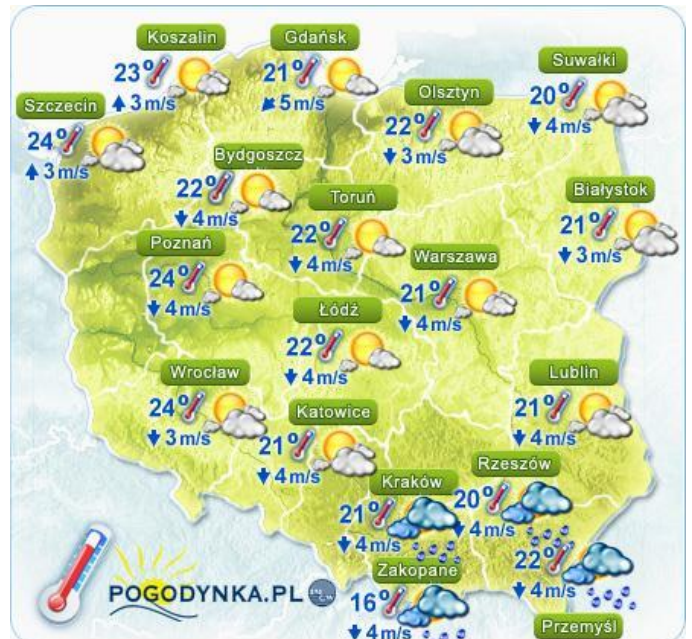 Koszalin
23°
3 m/s
Gdańsk
21°
5 m/s
Suwałki
20°
4 m/s
Olsztyn
22°
3 m/s
Szczecin
24°
3 m/s
Bydgoszcz
22°
4 m/s
Toruń
22°
4 m/s
Białystok
21°
3 m/s
Poznań
24°
4 m/s
Warszawa
21°
4 m/s
Łódź
22°
4 m/s
Wrocław
24°
3 m/s
Lublin
21°
4 m/s
Katowice
21°
4 m/s
Kraków
21°
4 m/s
Rzeszów
20°
4 m/s
22°
4 m/s
Przemyśl
Zakopane
16°
4 m/s
POGODYNKA.PL